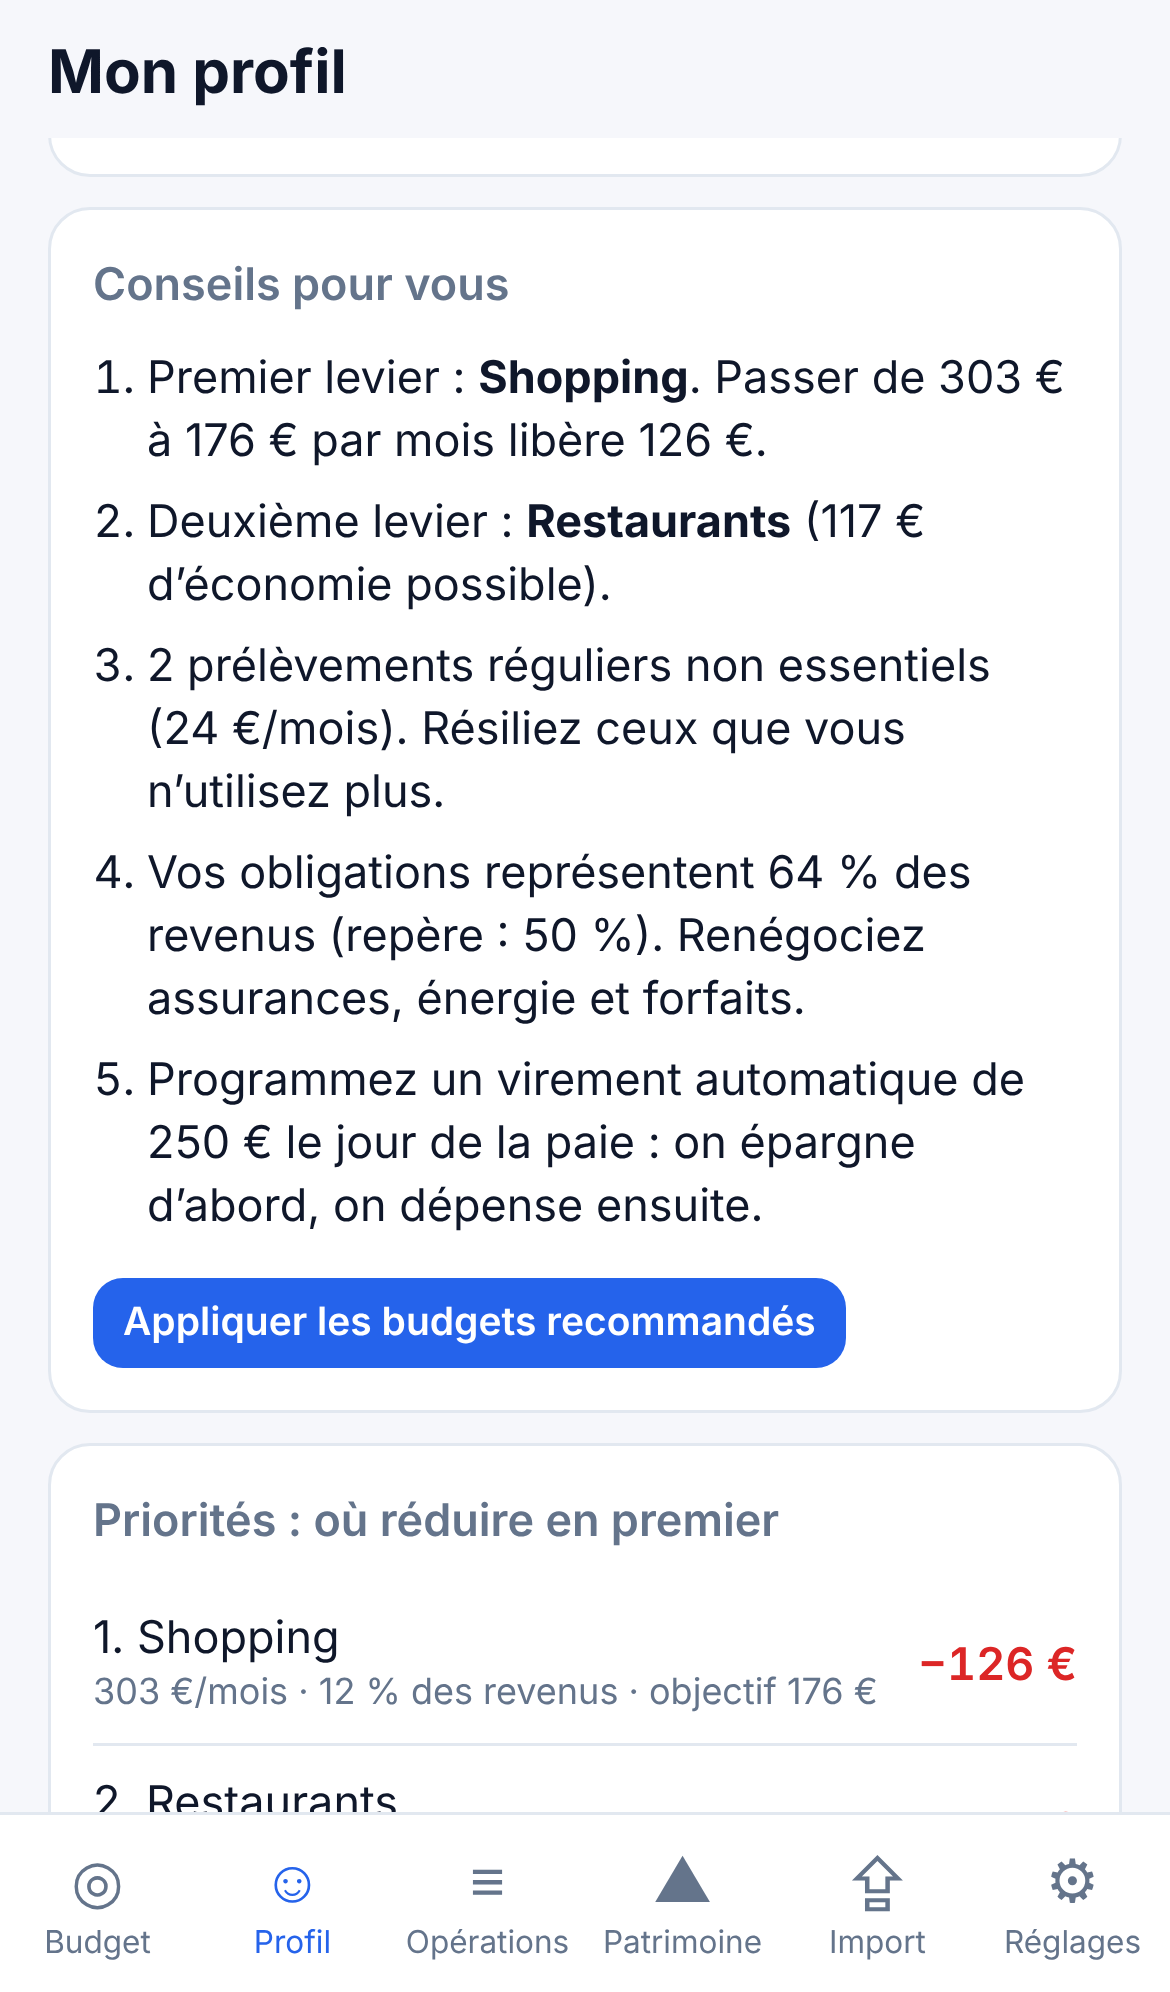 Mon profil
Conseils pour vous
1. Premier levier : Shopping. Passer de 303 €
à 176 € par mois libère 126 €.
2. Deuxième levier : Restaurants (117 €
d’économie possible).
3. 2 prélèvements réguliers non essentiels
(24 €/mois). Résiliez ceux que vous
n’utilisez plus.
4. Vos obligations représentent 64 % des
revenus (repère : 50 %). Renégociez
assurances, énergie et forfaits.
5. Programmez un virement automatique de
250 € le jour de la paie : on épargne
d’abord, on dépense ensuite.
Appliquer les budgets recommandés
Priorités : où réduire en premier
1. Shopping
303 €/mois · 12 % des revenus · objectif 176 €
−126 €
2. Restaurants
Budget
Profil
Opérations
Patrimoine
Import
Réglages